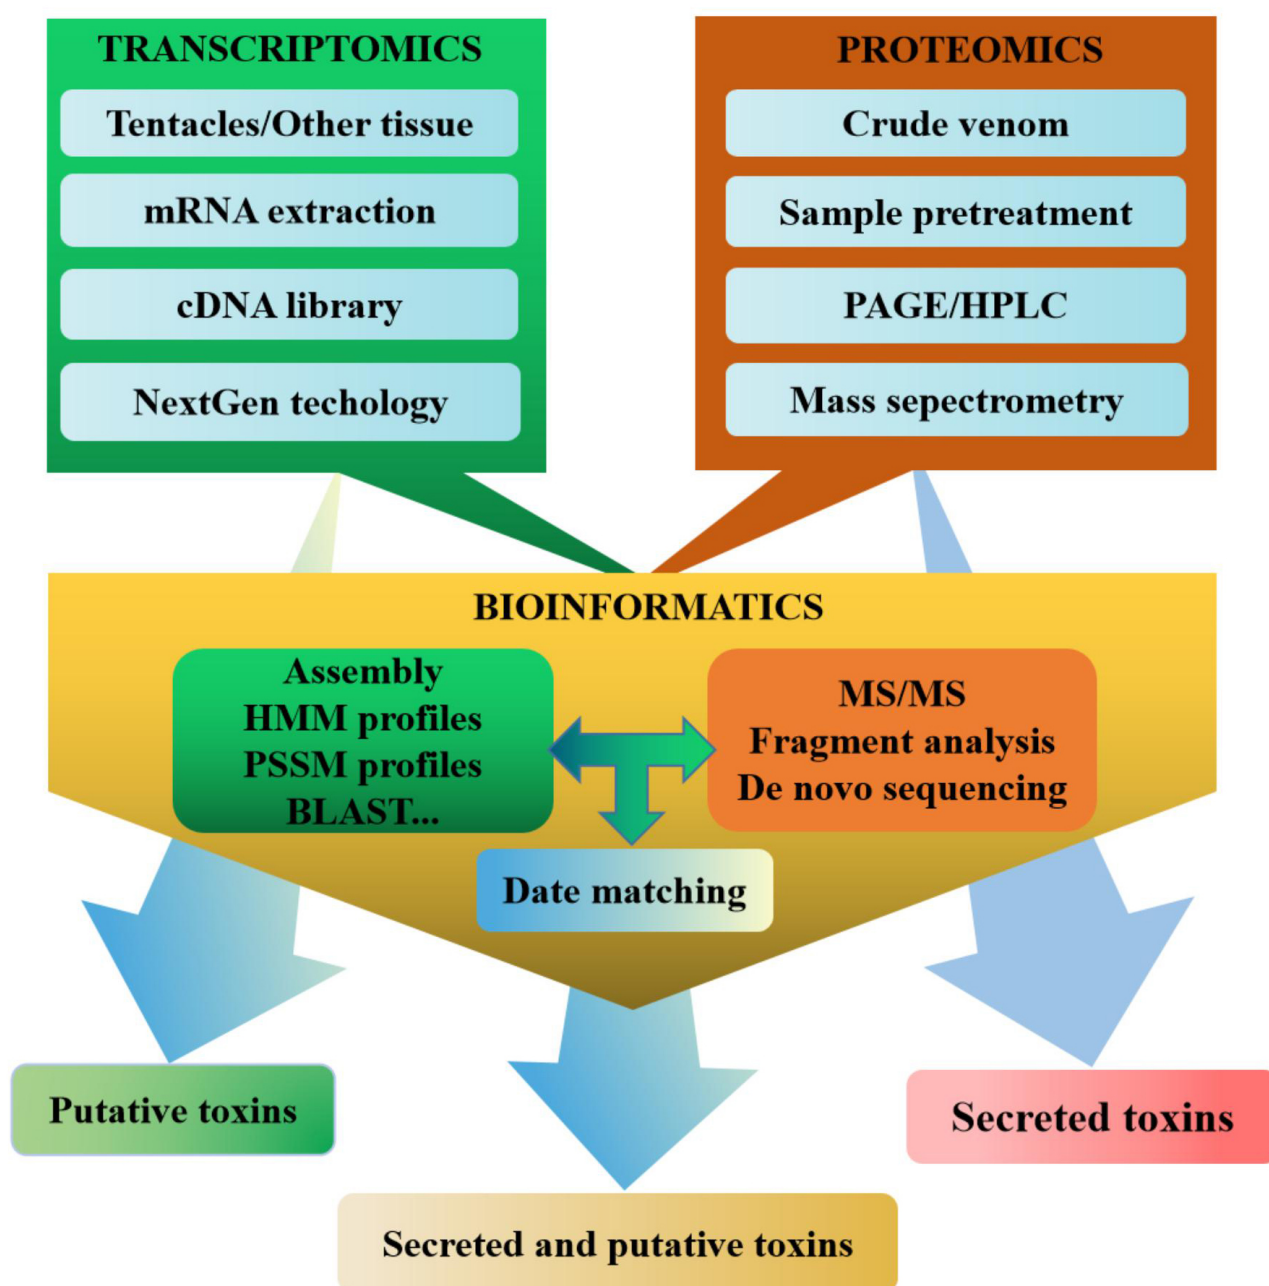 TRANSCRIPTOMICS
Tentacles/Other tissue
mRNA extraction
cDNA library
NextGen techology
PROTEOMICS
Crude venom
Sample pretreatment
PAGE/HPLC
Mass sepectrometry
BIOINFORMATICS
Assembly
HMM profiles
PSSM profiles
BLAST...
MS/MS
Fragment analysis
De novo sequencing
Date matching
Putative toxins
Secreted toxins
Secreted and putative toxins